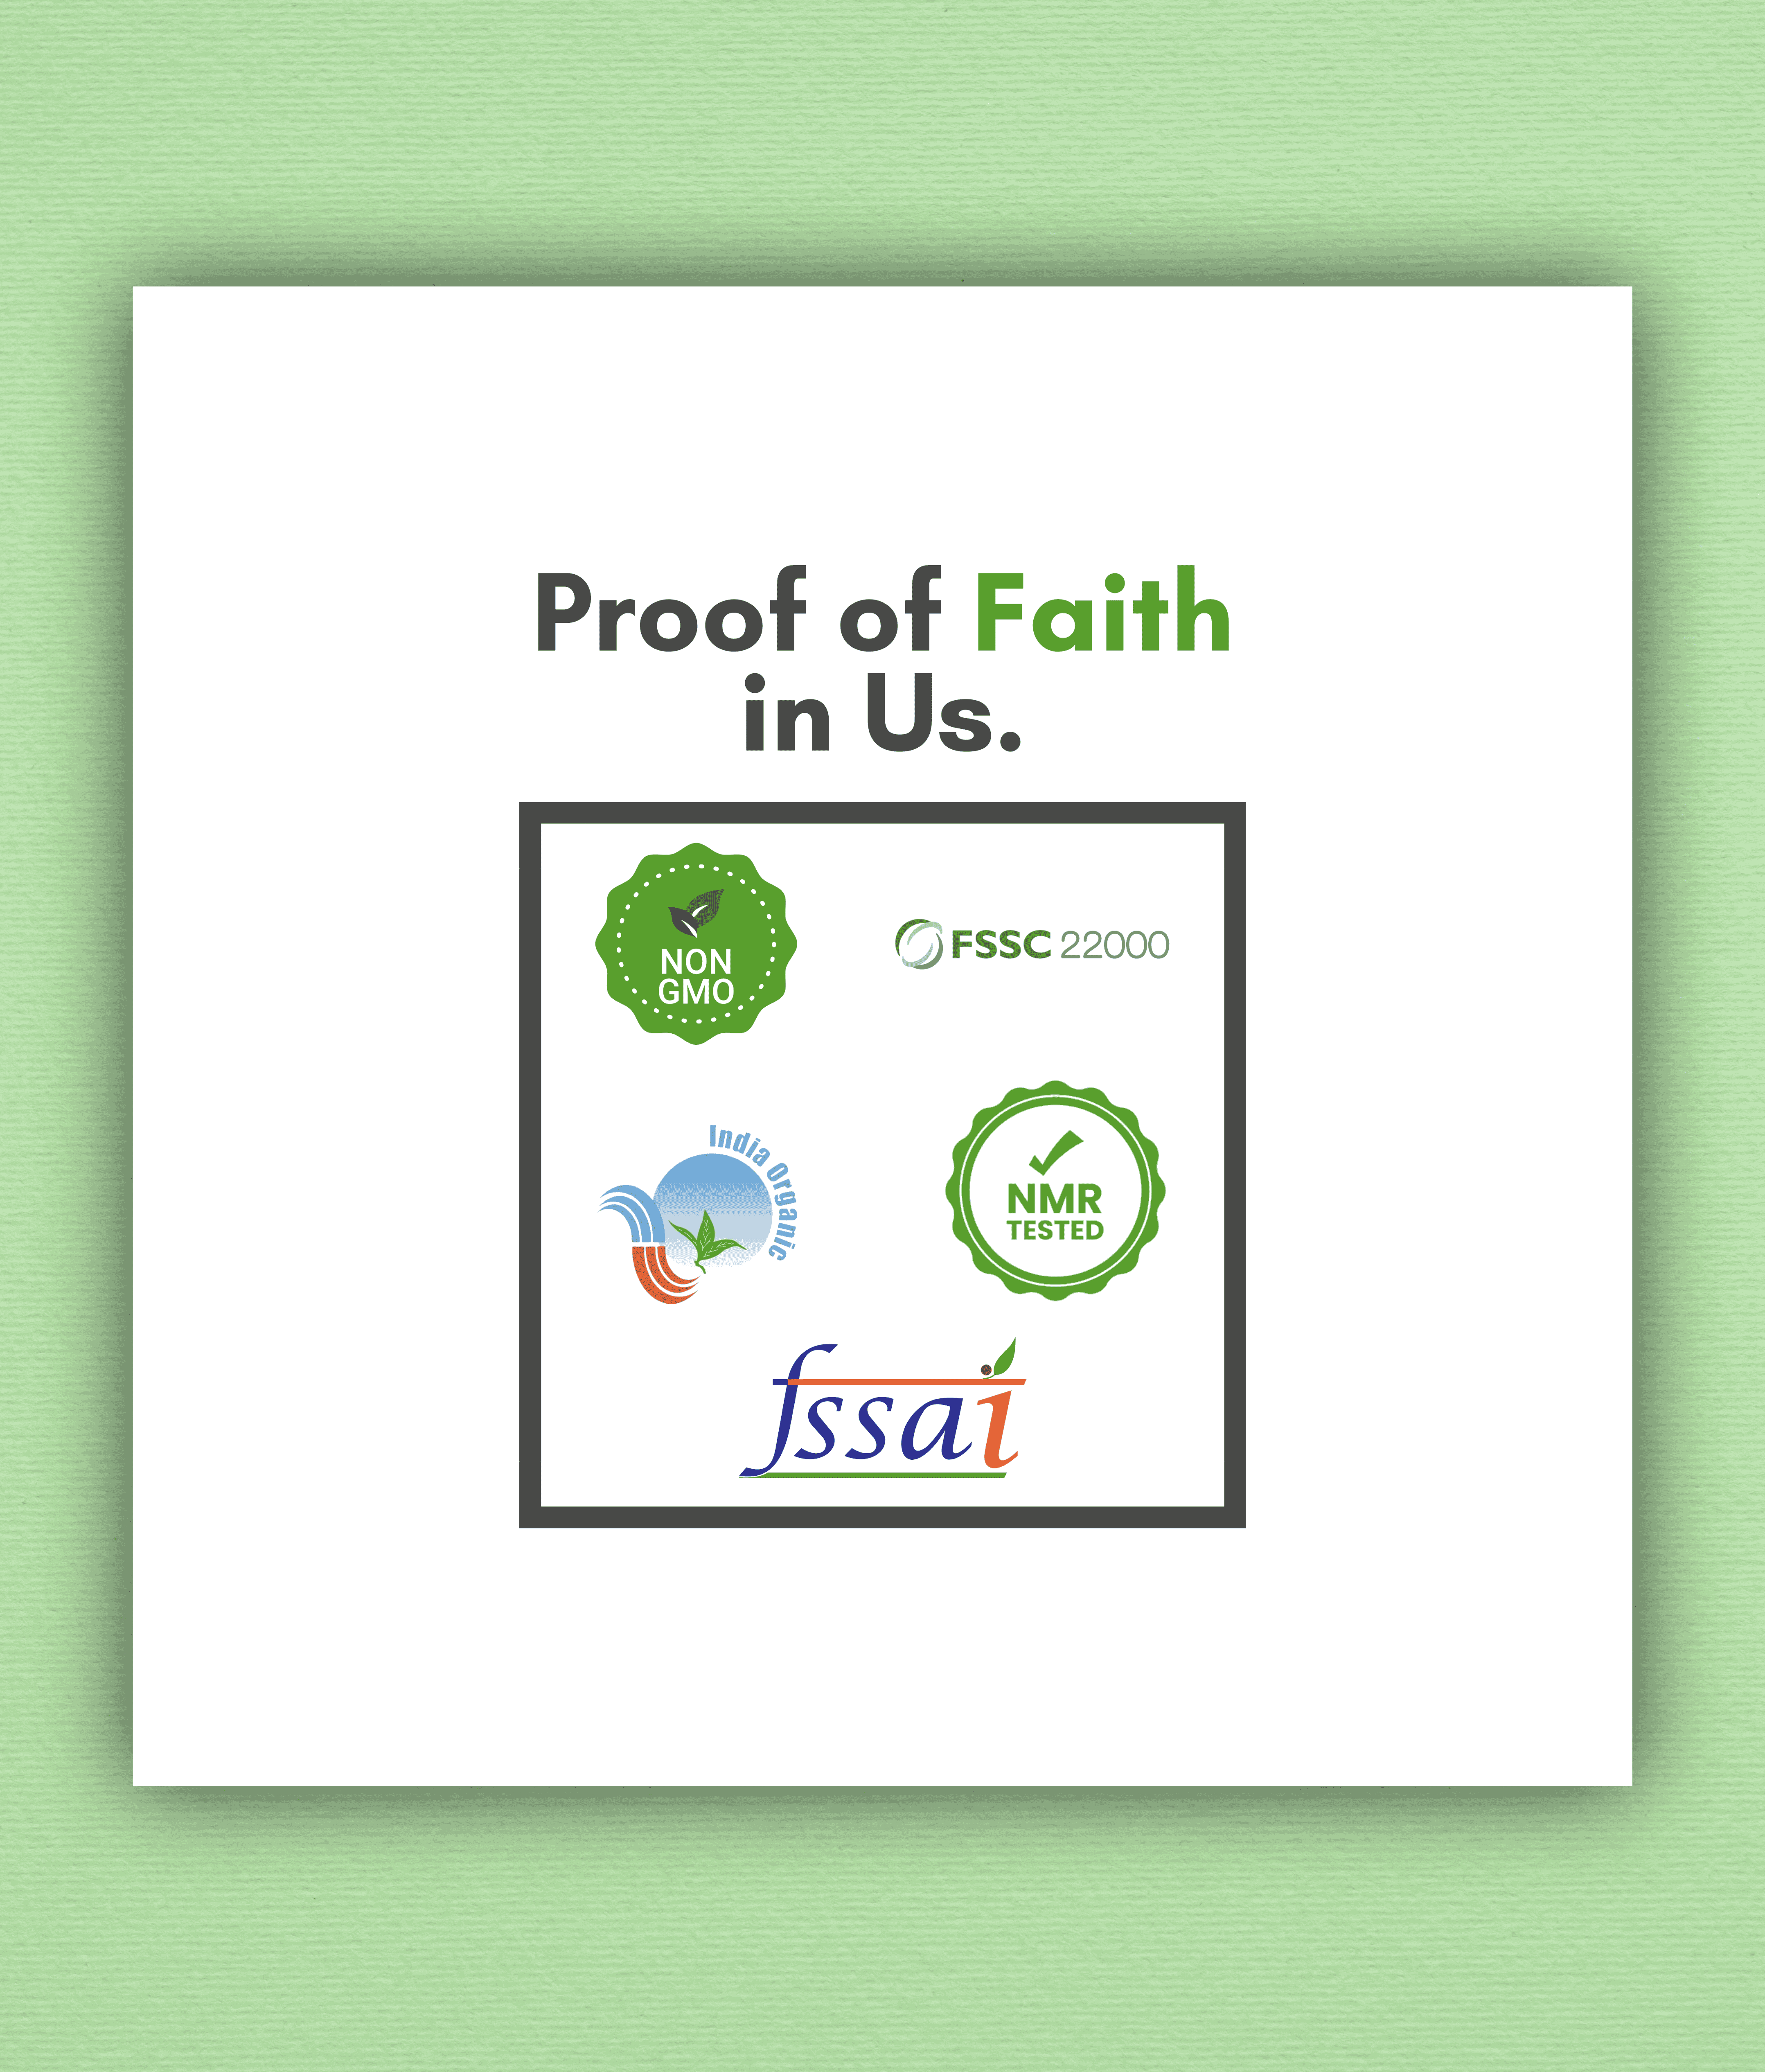 Proof of Faith
in Us.
NON
GMO
FSSC 22000
India Organic
NMR
TESTED
fssai